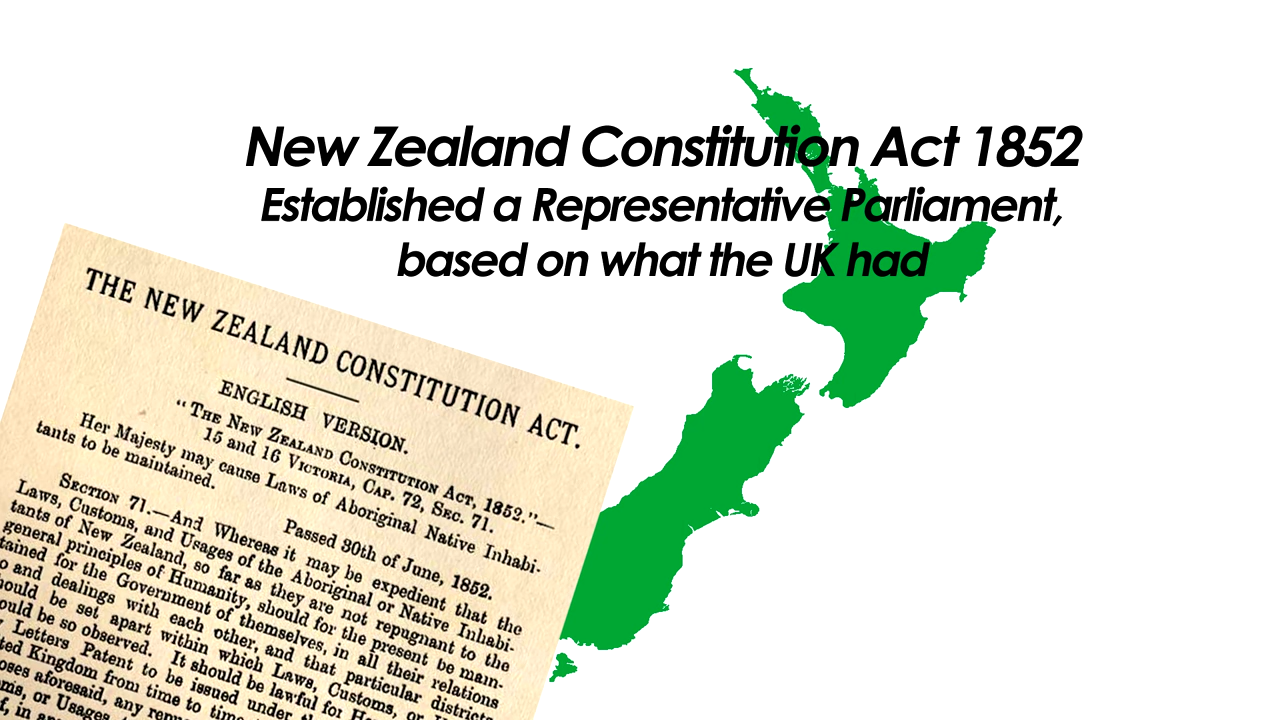 New Zealand Constitution Act 1852
Established a Representative Parliament,
based on what the UK had
THE NEW ZEALAND CONSTITUTION ACT.
ENGLISH VERSION.
"THE NEW ZEALAND CONSTITUTION ACT, 1852."—
15 and 16 VICTORIA, CAP. 72, SEC. 71.
Her Majesty may cause Laws of Aboriginal Native Inhabi-
tants to be maintained.
Passed 30th of June, 1852.
SECTION 71.—And Whereas it may be expedient that the
Laws, Customs, and Usages of the Aboriginal or Native Inhabi-
tants of New Zealand, so far as they are not repugnant to the
general principles of Humanity, should for the present be main-
tained for the Government of themselves, in all their relations
and dealings with each other, and that particular districts
should be set apart within which Laws, Customs, or
be so observed. It should be lawful for
Letters Patent to be issued under
Kingdom from time to
aforesaid, any
or Usages
in